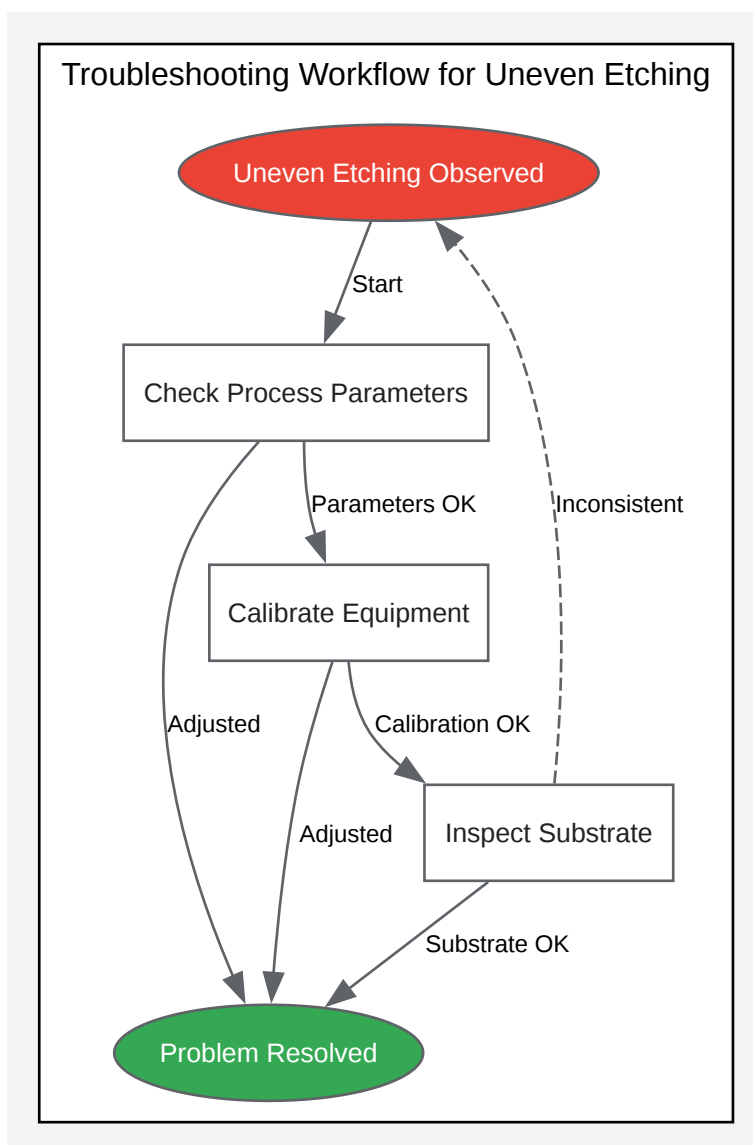 Troubleshooting Workflow for Uneven Etching
Uneven Etching Observed
Start
Check Process Parameters
Parameters OK
Inconsistent
Calibrate Equipment
Adjusted
Calibration OK
Adjusted
Inspect Substrate
Substrate OK
Problem Resolved